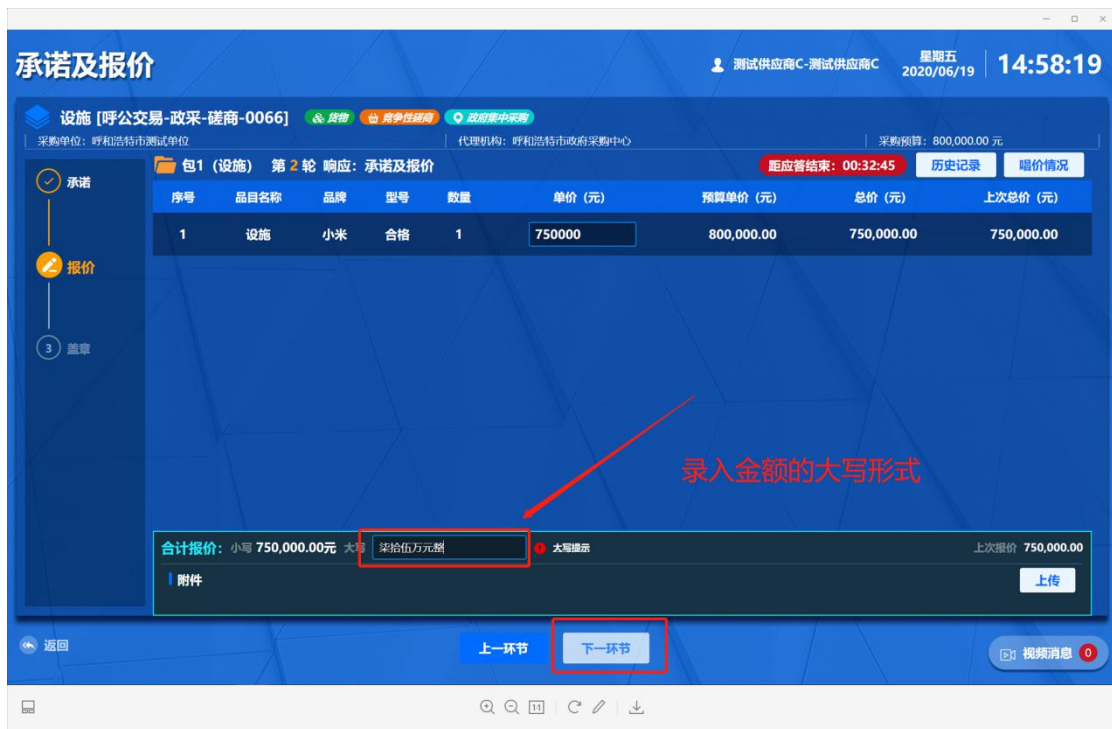 承诺及报价
测试供应商C-测试供应商C
星期五
2020/06/19
14:58:19
设施 [呼公交易-政采-磋商-0066] 货物 竞争性磋商 政府集中采购
采购单位：呼和浩特市测试单位 代理机构：呼和浩特市政府采购中心 采购预算：800,000.00 元
承诺
包1（设施） 第 2 轮 响应：承诺及报价 距应答结束：00:32:45 历史记录 唱价情况
序号 品目名称 品牌 型号 数量 单价（元） 预算单价（元） 总价（元） 上次总价（元）
1 设施 小米 合格 1 750000 800,000.00 750,000.00 750,000.00
报价
3 盖章
录入金额的大写形式
合计报价：小写 750,000.00元 大写 柒拾伍万元整 大写提示 上次报价 750,000.00
附件 上传
返回 上一环节 下一环节 视频消息 0
1:1